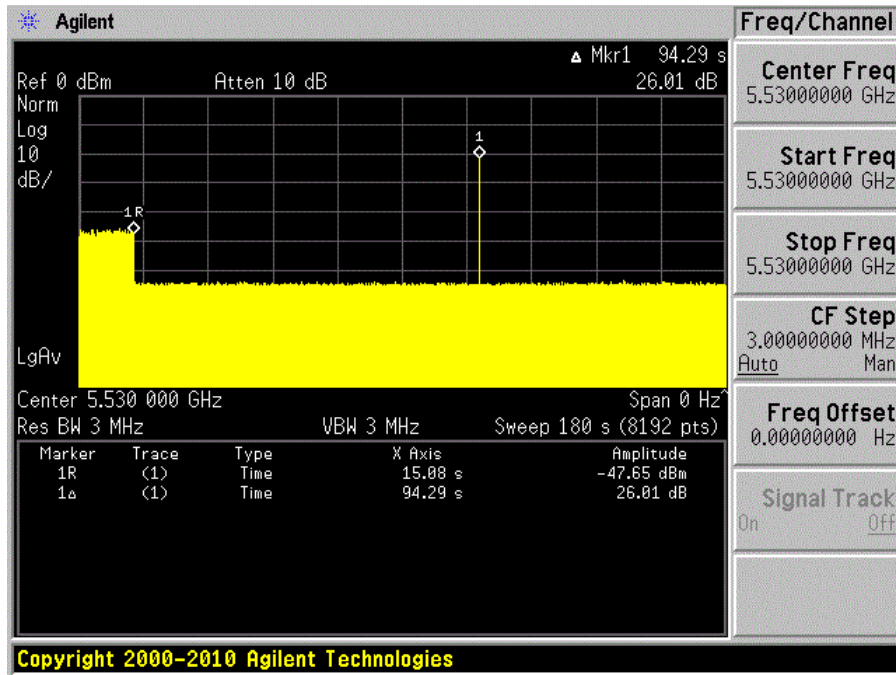 Agilent
Freq/Channel
Δ Mkr1 94.29 s
Ref 0 dBm Atten 10 dB 26.01 dB
Norm
Log
10
dB/
1
1R
LgAv
Center 5.530 000 GHz Span 0 Hz^
Res BW 3 MHz VBW 3 MHz Sweep 180 s (8192 pts)
Marker Trace Type X Axis Amplitude
1R (1) Time 15.08 s -47.65 dBm
1Δ (1) Time 94.29 s 26.01 dB
Center Freq
5.53000000 GHz
Start Freq
5.53000000 GHz
Stop Freq
5.53000000 GHz
CF Step
3.00000000 MHz
Auto Man
Freq Offset
0.00000000 Hz
Signal Track
On Off
Copyright 2000-2010 Agilent Technologies